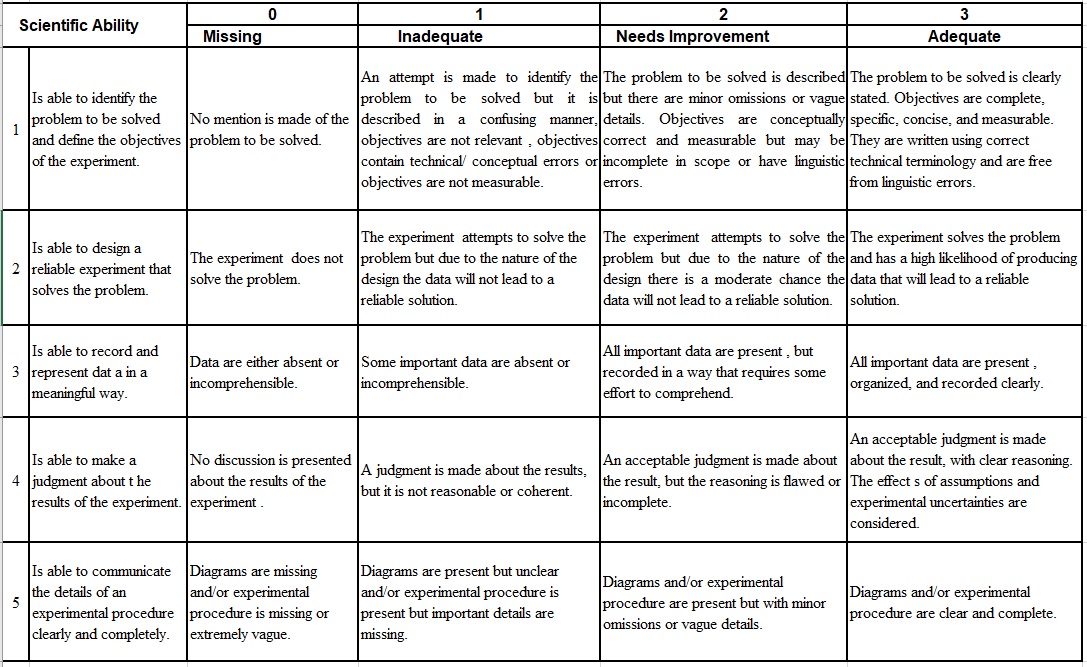 Scientific Ability
0
1
2
3
Missing
Inadequate
Needs Improvement
Adequate
1
Is able to identify the
problem to be solved
and define the objectives
of the experiment.
No mention is made of the
problem to be solved.
An attempt is made to identify the
problem to be solved but it is
described in a confusing manner,
objectives are not relevant , objectives
contain technical/ conceptual errors or
objectives are not measurable.
The problem to be solved is described
but there are minor omissions or vague
details. Objectives are conceptually
correct and measurable but may be
incomplete in scope or have linguistic
errors.
The problem to be solved is clearly
stated. Objectives are complete,
specific, concise, and measurable.
They are written using correct
technical terminology and are free
from linguistic errors.
2
Is able to design a
reliable experiment that
solves the problem.
The experiment does not
solve the problem.
The experiment attempts to solve the
problem but due to the nature of the
design the data will not lead to a
reliable solution.
The experiment attempts to solve the
problem but due to the nature of the
design there is a moderate chance the
data will not lead to a reliable solution.
The experiment solves the problem
and has a high likelihood of producing
data that will lead to a reliable
solution.
3
Is able to record and
represent dat a in a
meaningful way.
Data are either absent or
incomprehensible.
Some important data are absent or
incomprehensible.
All important data are present , but
recorded in a way that requires some
effort to comprehend.
All important data are present ,
organized, and recorded clearly.
4
Is able to make a
judgment about t he
results of the experiment.
No discussion is presented
about the results of the
experiment .
A judgment is made about the results,
but it is not reasonable or coherent.
An acceptable judgment is made about
the result, but the reasoning is flawed or
incomplete.
An acceptable judgment is made
about the result, with clear reasoning.
The effect s of assumptions and
experimental uncertainties are
considered.
5
Is able to communicate
the details of an
experimental procedure
clearly and completely.
Diagrams are missing
and/or experimental
procedure is missing or
extremely vague.
Diagrams are present but unclear
and/or experimental procedure is
present but important details are
missing.
Diagrams and/or experimental
procedure are present but with minor
omissions or vague details.
Diagrams and/or experimental
procedure are clear and complete.